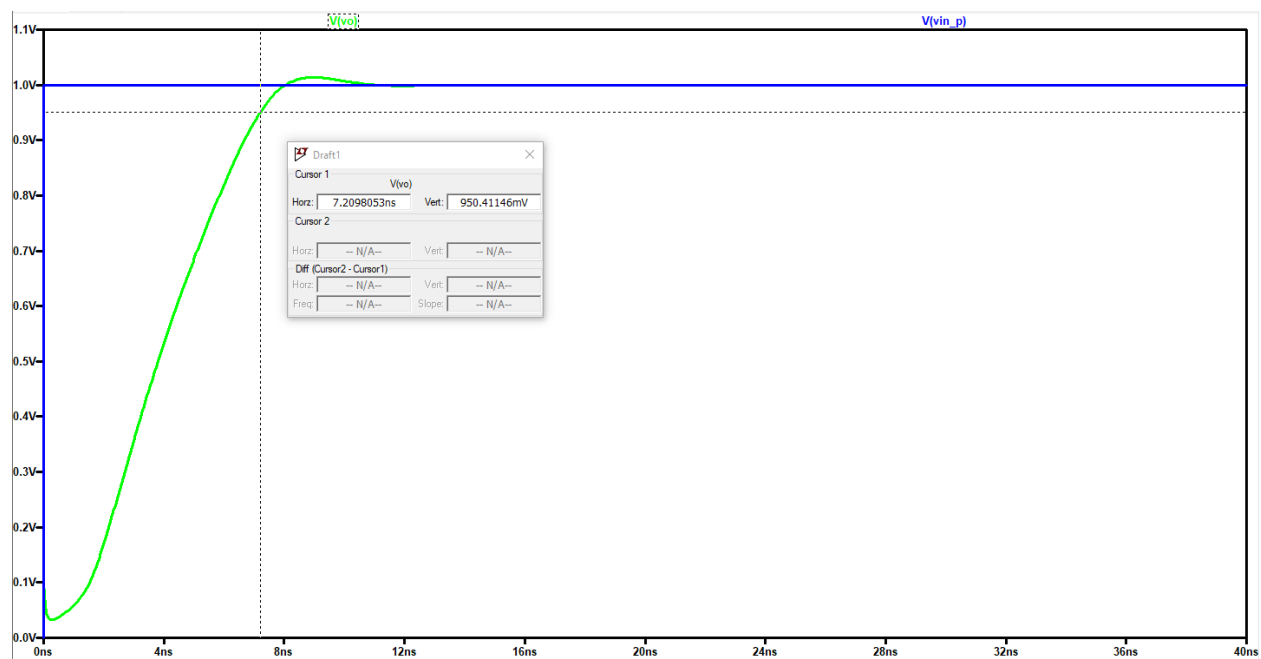 V(vo) V(vin_p)
1.1V
1.0V
0.9V
0.8V
0.7V
0.6V
0.5V
0.4V
0.3V
0.2V
0.1V
0.0V
Draft1
Cursor 1
V(vo)
Horz: 7.2098053ns Vert: 950.41146mV
Cursor 2
Horz: -- N/A-- Vert: -- N/A--
Diff (Cursor2 - Cursor1)
Horz: -- N/A-- Vert: -- N/A--
Freq: -- N/A-- Slope: -- N/A--
0ns 4ns 8ns 12ns 16ns 20ns 24ns 28ns 32ns 36ns 40ns